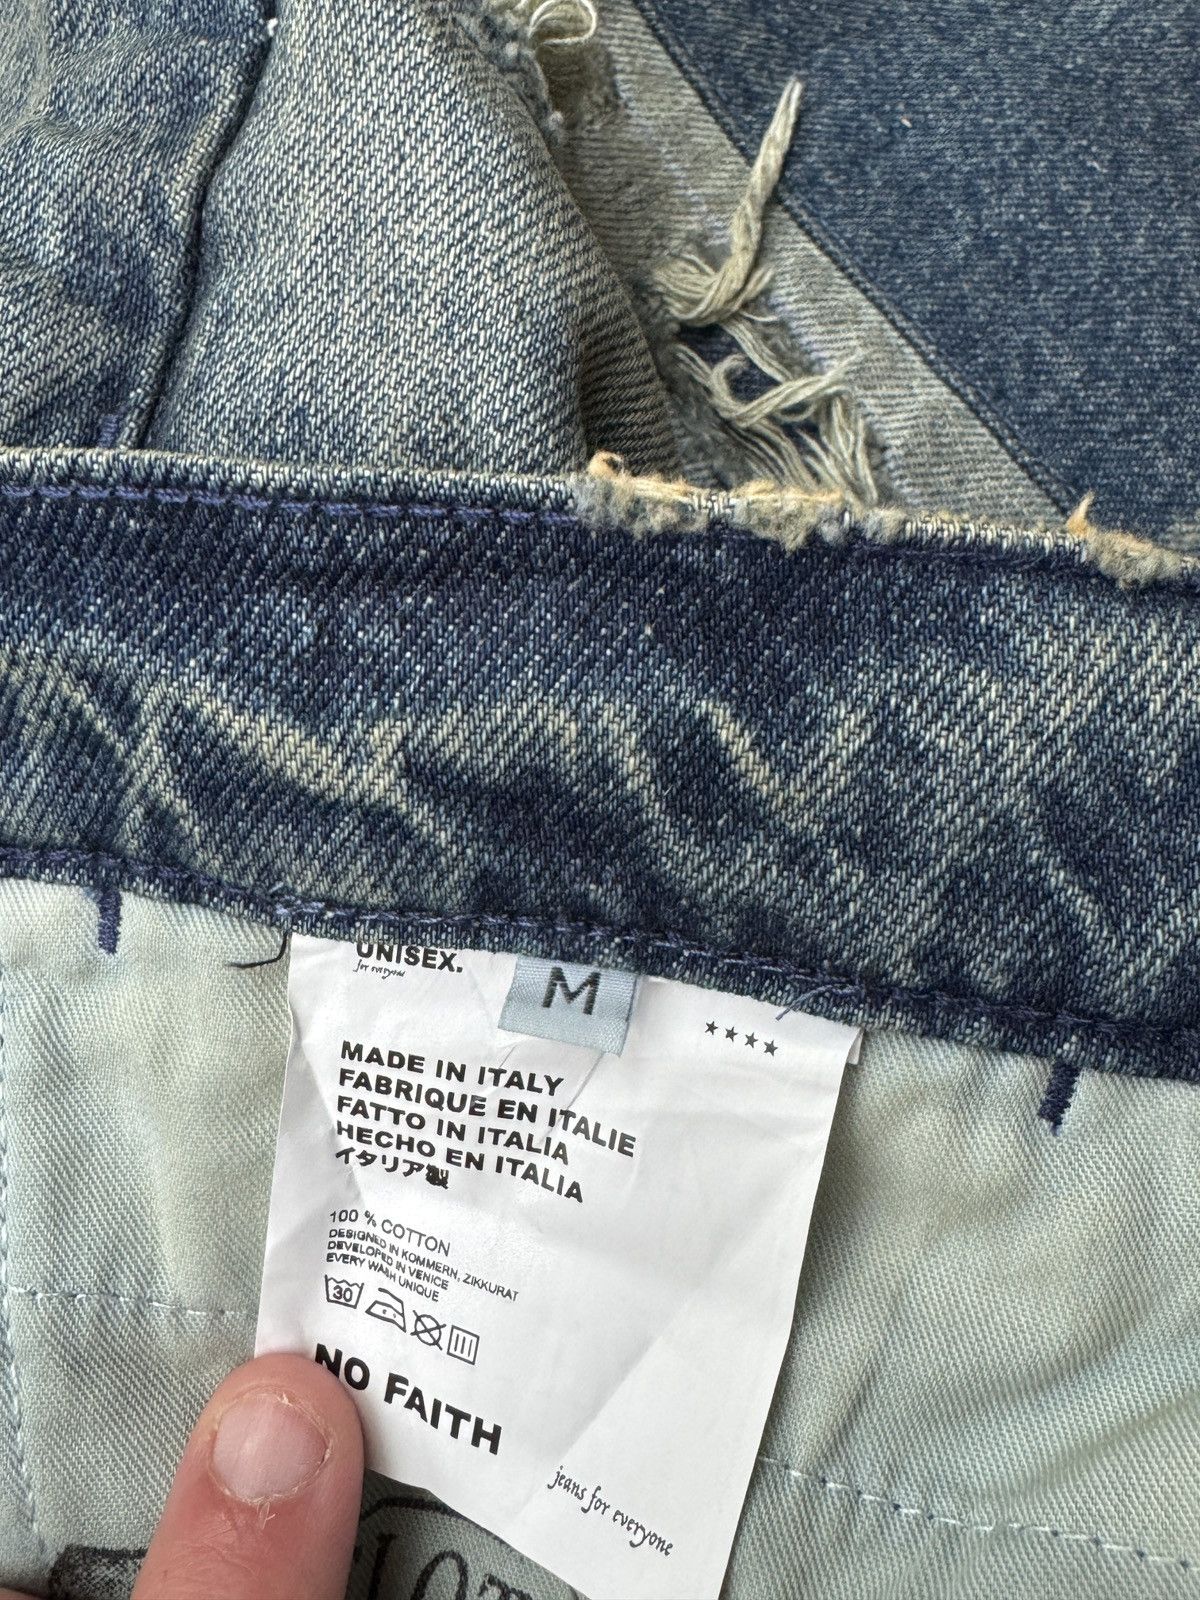 UNISEX.
for everyone
M
★★★★
MADE IN ITALY
FABRIQUE EN ITALIE
FATTO IN ITALIA
HECHO EN ITALIA
イタリア製
100 % COTTON
DESIGNED IN KOMMERN, ZIKKURAT
DEVELOPED IN VENICE
EVERY WASH UNIQUE
30
NO FAITH
jeans for everyone